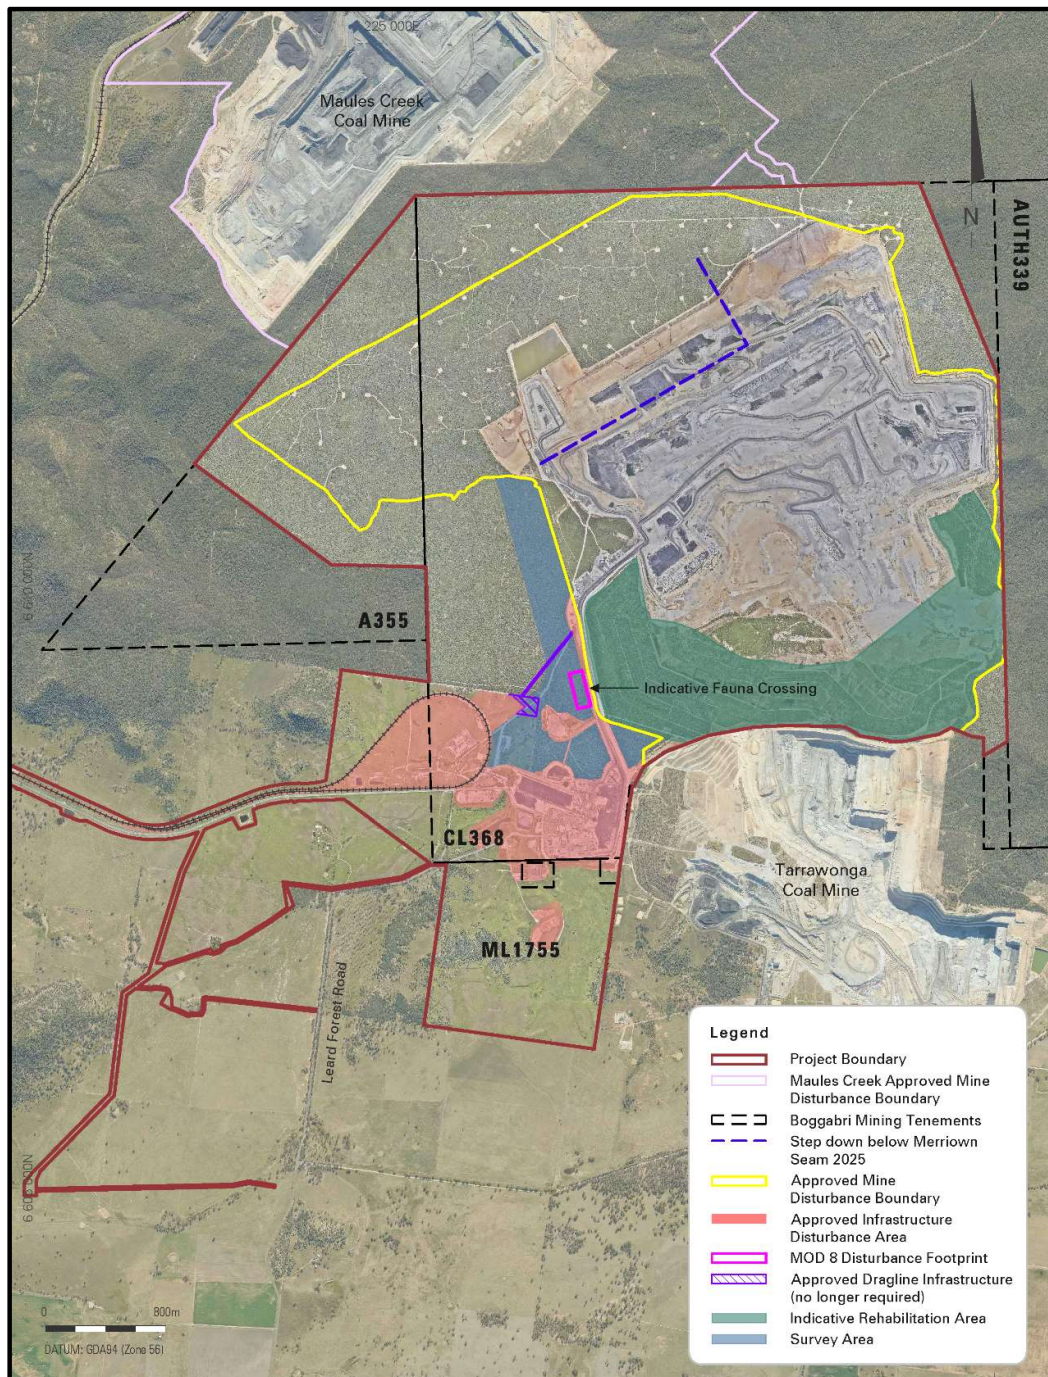 225 000E
Maules Creek
Coal Mine
N
AUTH339
A355
Indicative Fauna Crossing
CL368
Tarrawonga
Coal Mine
ML1755
Leard Forest Road
6 603 000N
0 800m
DATUM: GDA94 (Zone 56)
Legend
Project Boundary
Maules Creek Approved Mine
Disturbance Boundary
Boggabri Mining Tenements
Step down below Merriown
Seam 2025
Approved Mine
Disturbance Boundary
Approved Infrastructure
Disturbance Area
MOD 8 Disturbance Footprint
Approved Dragline Infrastructure
(no longer required)
Indicative Rehabilitation Area
Survey Area